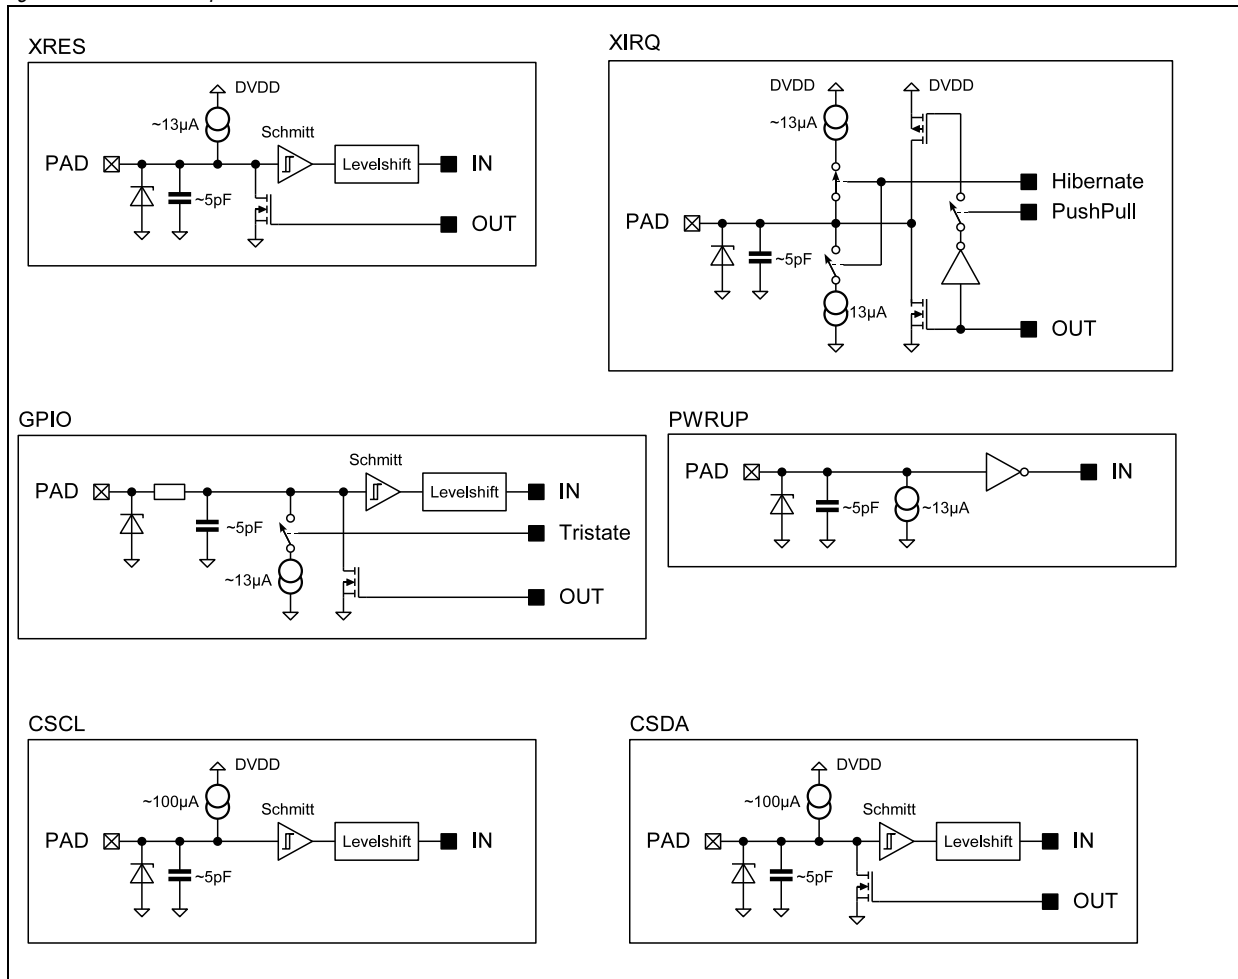 XRES
DVDD
~13µA
Schmitt
PAD
Levelshift
IN
~5pF
OUT
XIRQ
DVDD
DVDD
~13µA
Hibernate
PushPull
PAD
~5pF
13µA
OUT
GPIO
Schmitt
PAD
Levelshift
IN
~5pF
Tristate
~13µA
OUT
PWRUP
PAD
IN
~5pF
~13µA
CSCL
DVDD
~100µA
Schmitt
PAD
Levelshift
IN
~5pF
CSDA
DVDD
~100µA
Schmitt
PAD
Levelshift
IN
~5pF
OUT